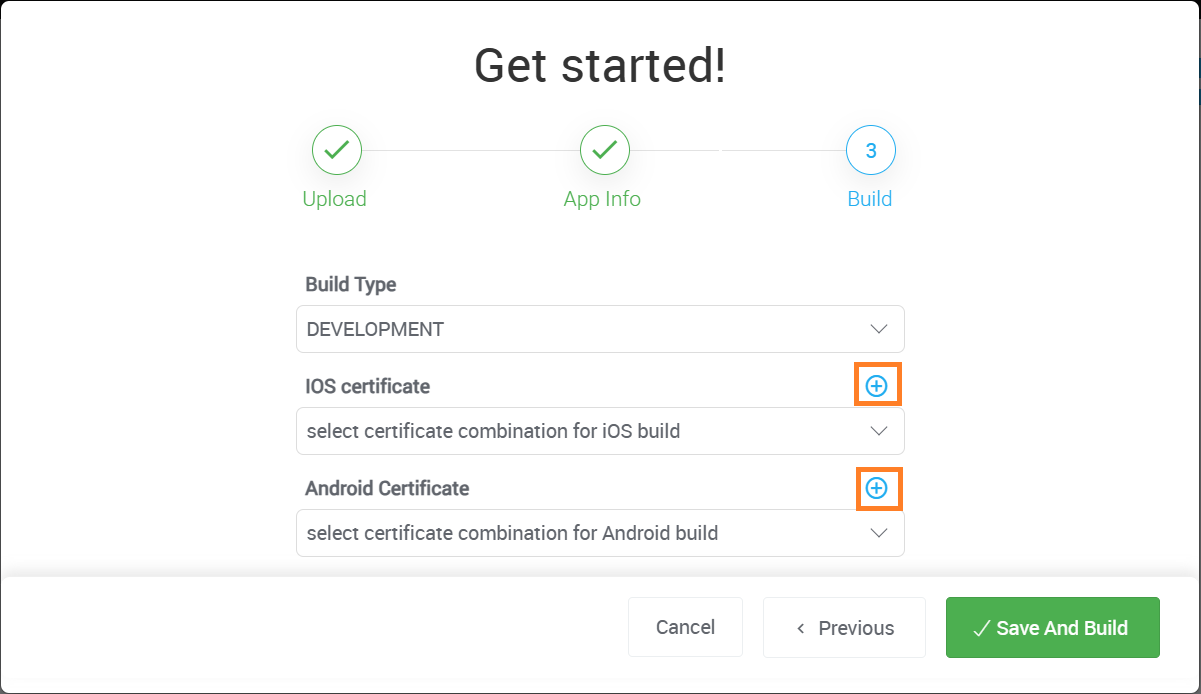 Get started!
3
Upload
App Info
Build
Build Type
DEVELOPMENT
IOS certificate
select certificate combination for iOS build
Android Certificate
select certificate combination for Android build
Cancel
Previous
Save And Build